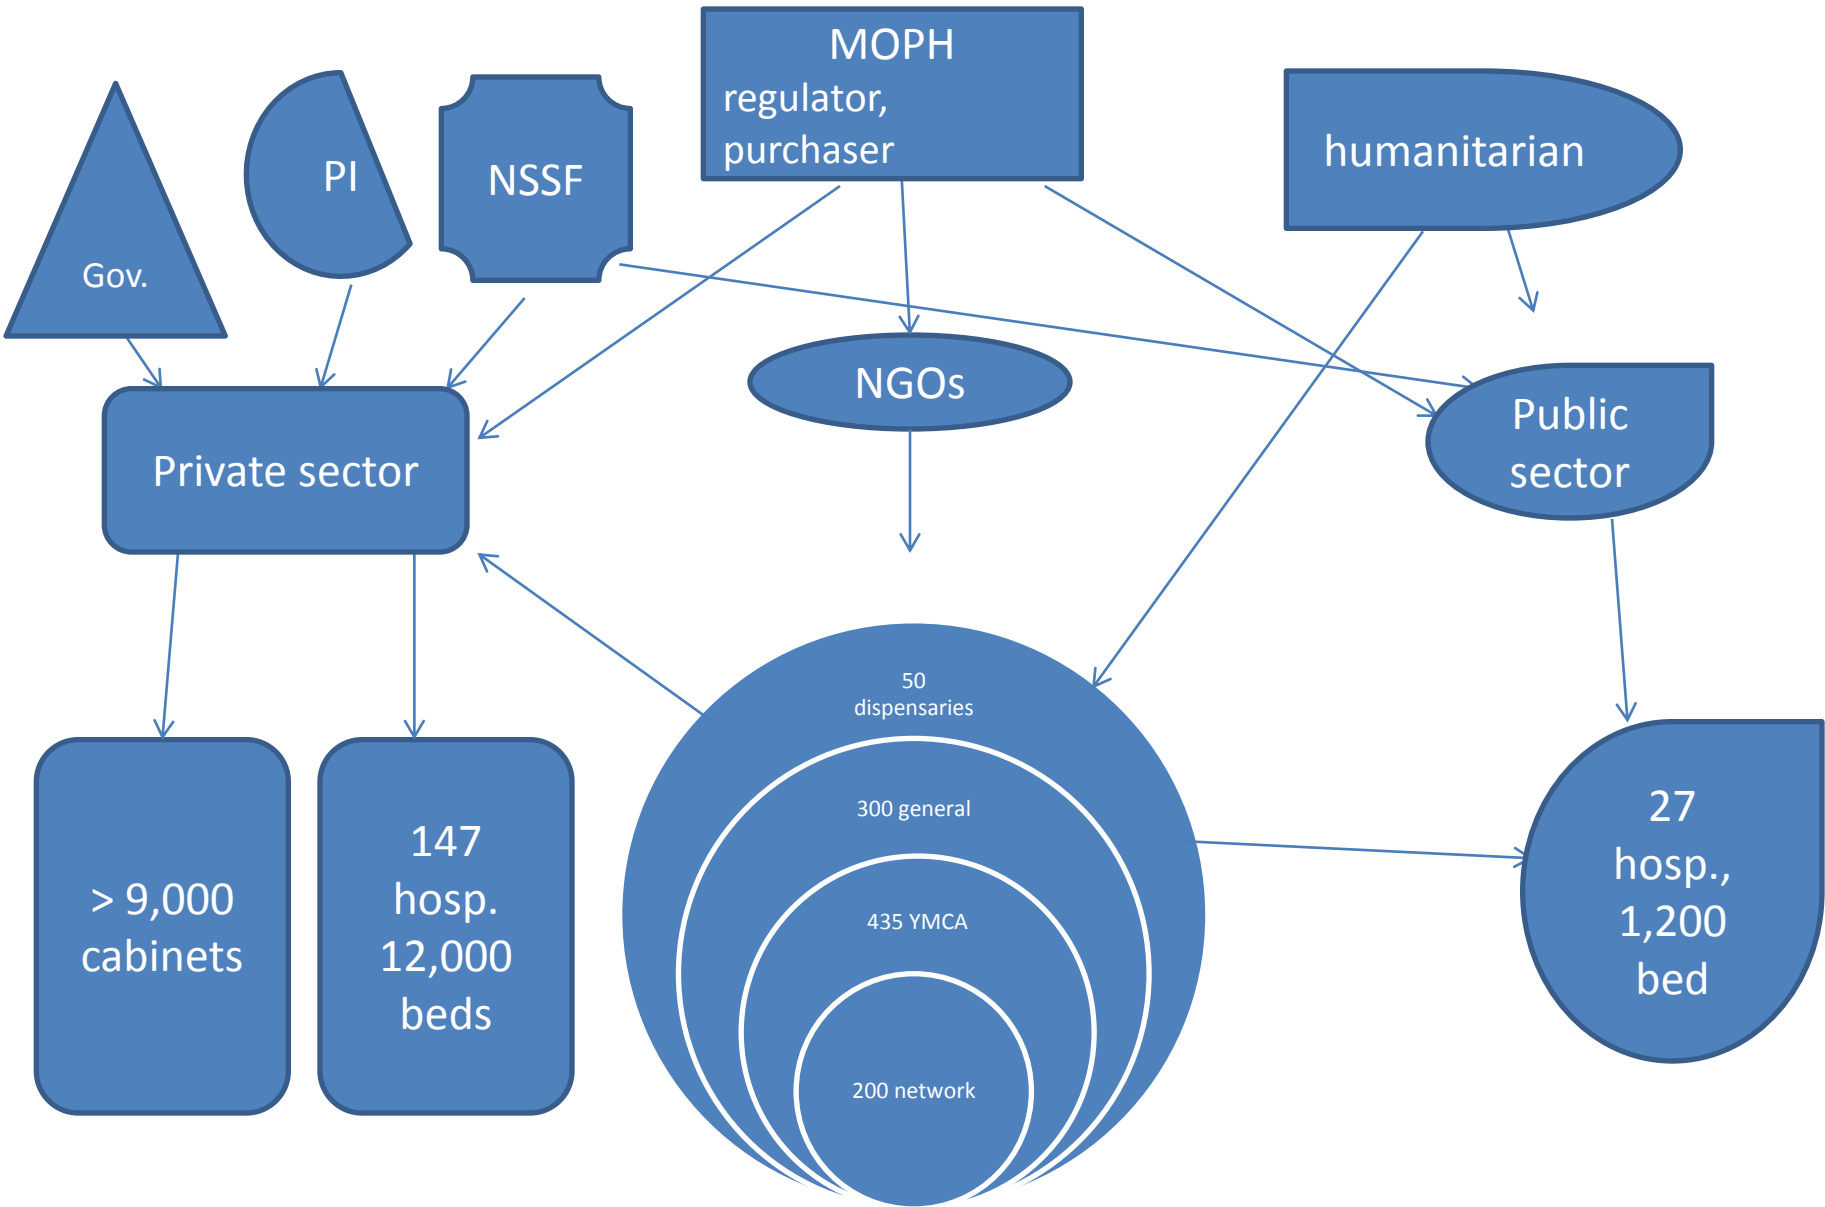 MOPH
regulator,
purchaser
Gov.
PI
NSSF
humanitarian
Private sector
NGOs
Public
sector
> 9,000
cabinets
147
hosp.
12,000
beds
50
dispensaries
300 general
435 YMCA
200 network
27
hosp.,
1,200
bed